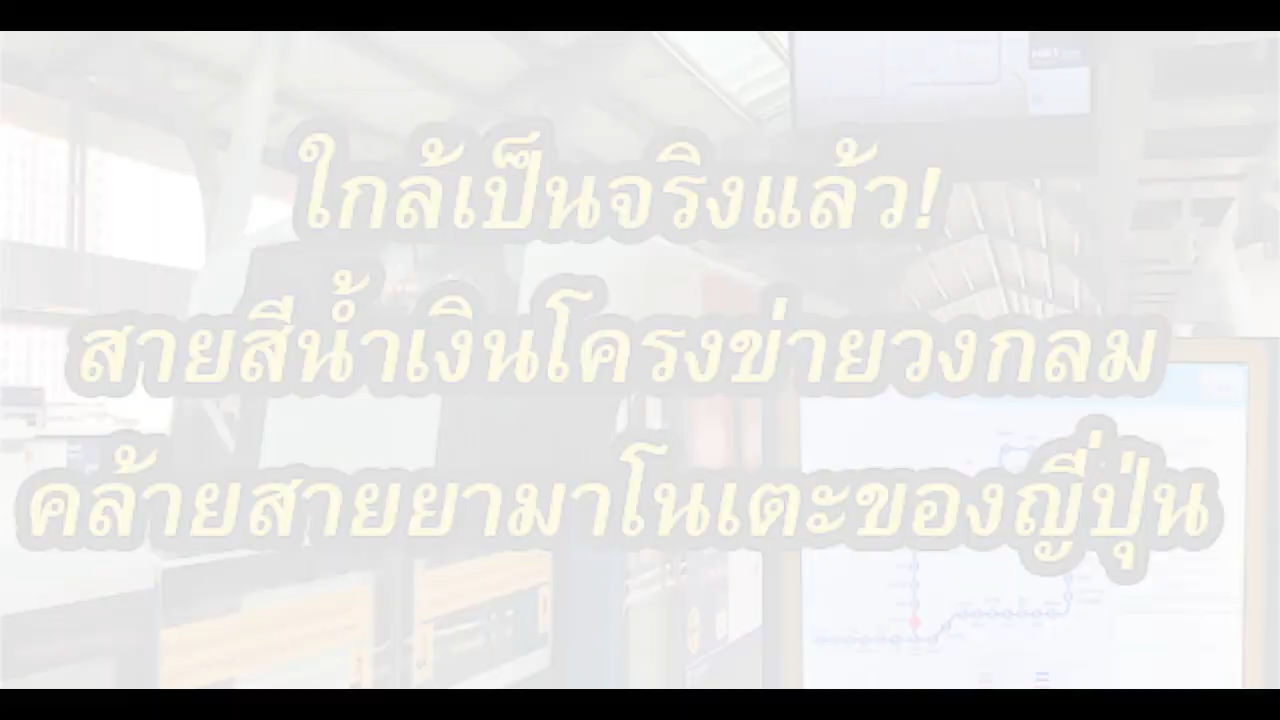 ใกล้เป็นจริงแล้ว!
สายสีน้ำเงินโครงข่ายวงกลม
คล้ายสายยามาโนเตะของญี่ปุ่น